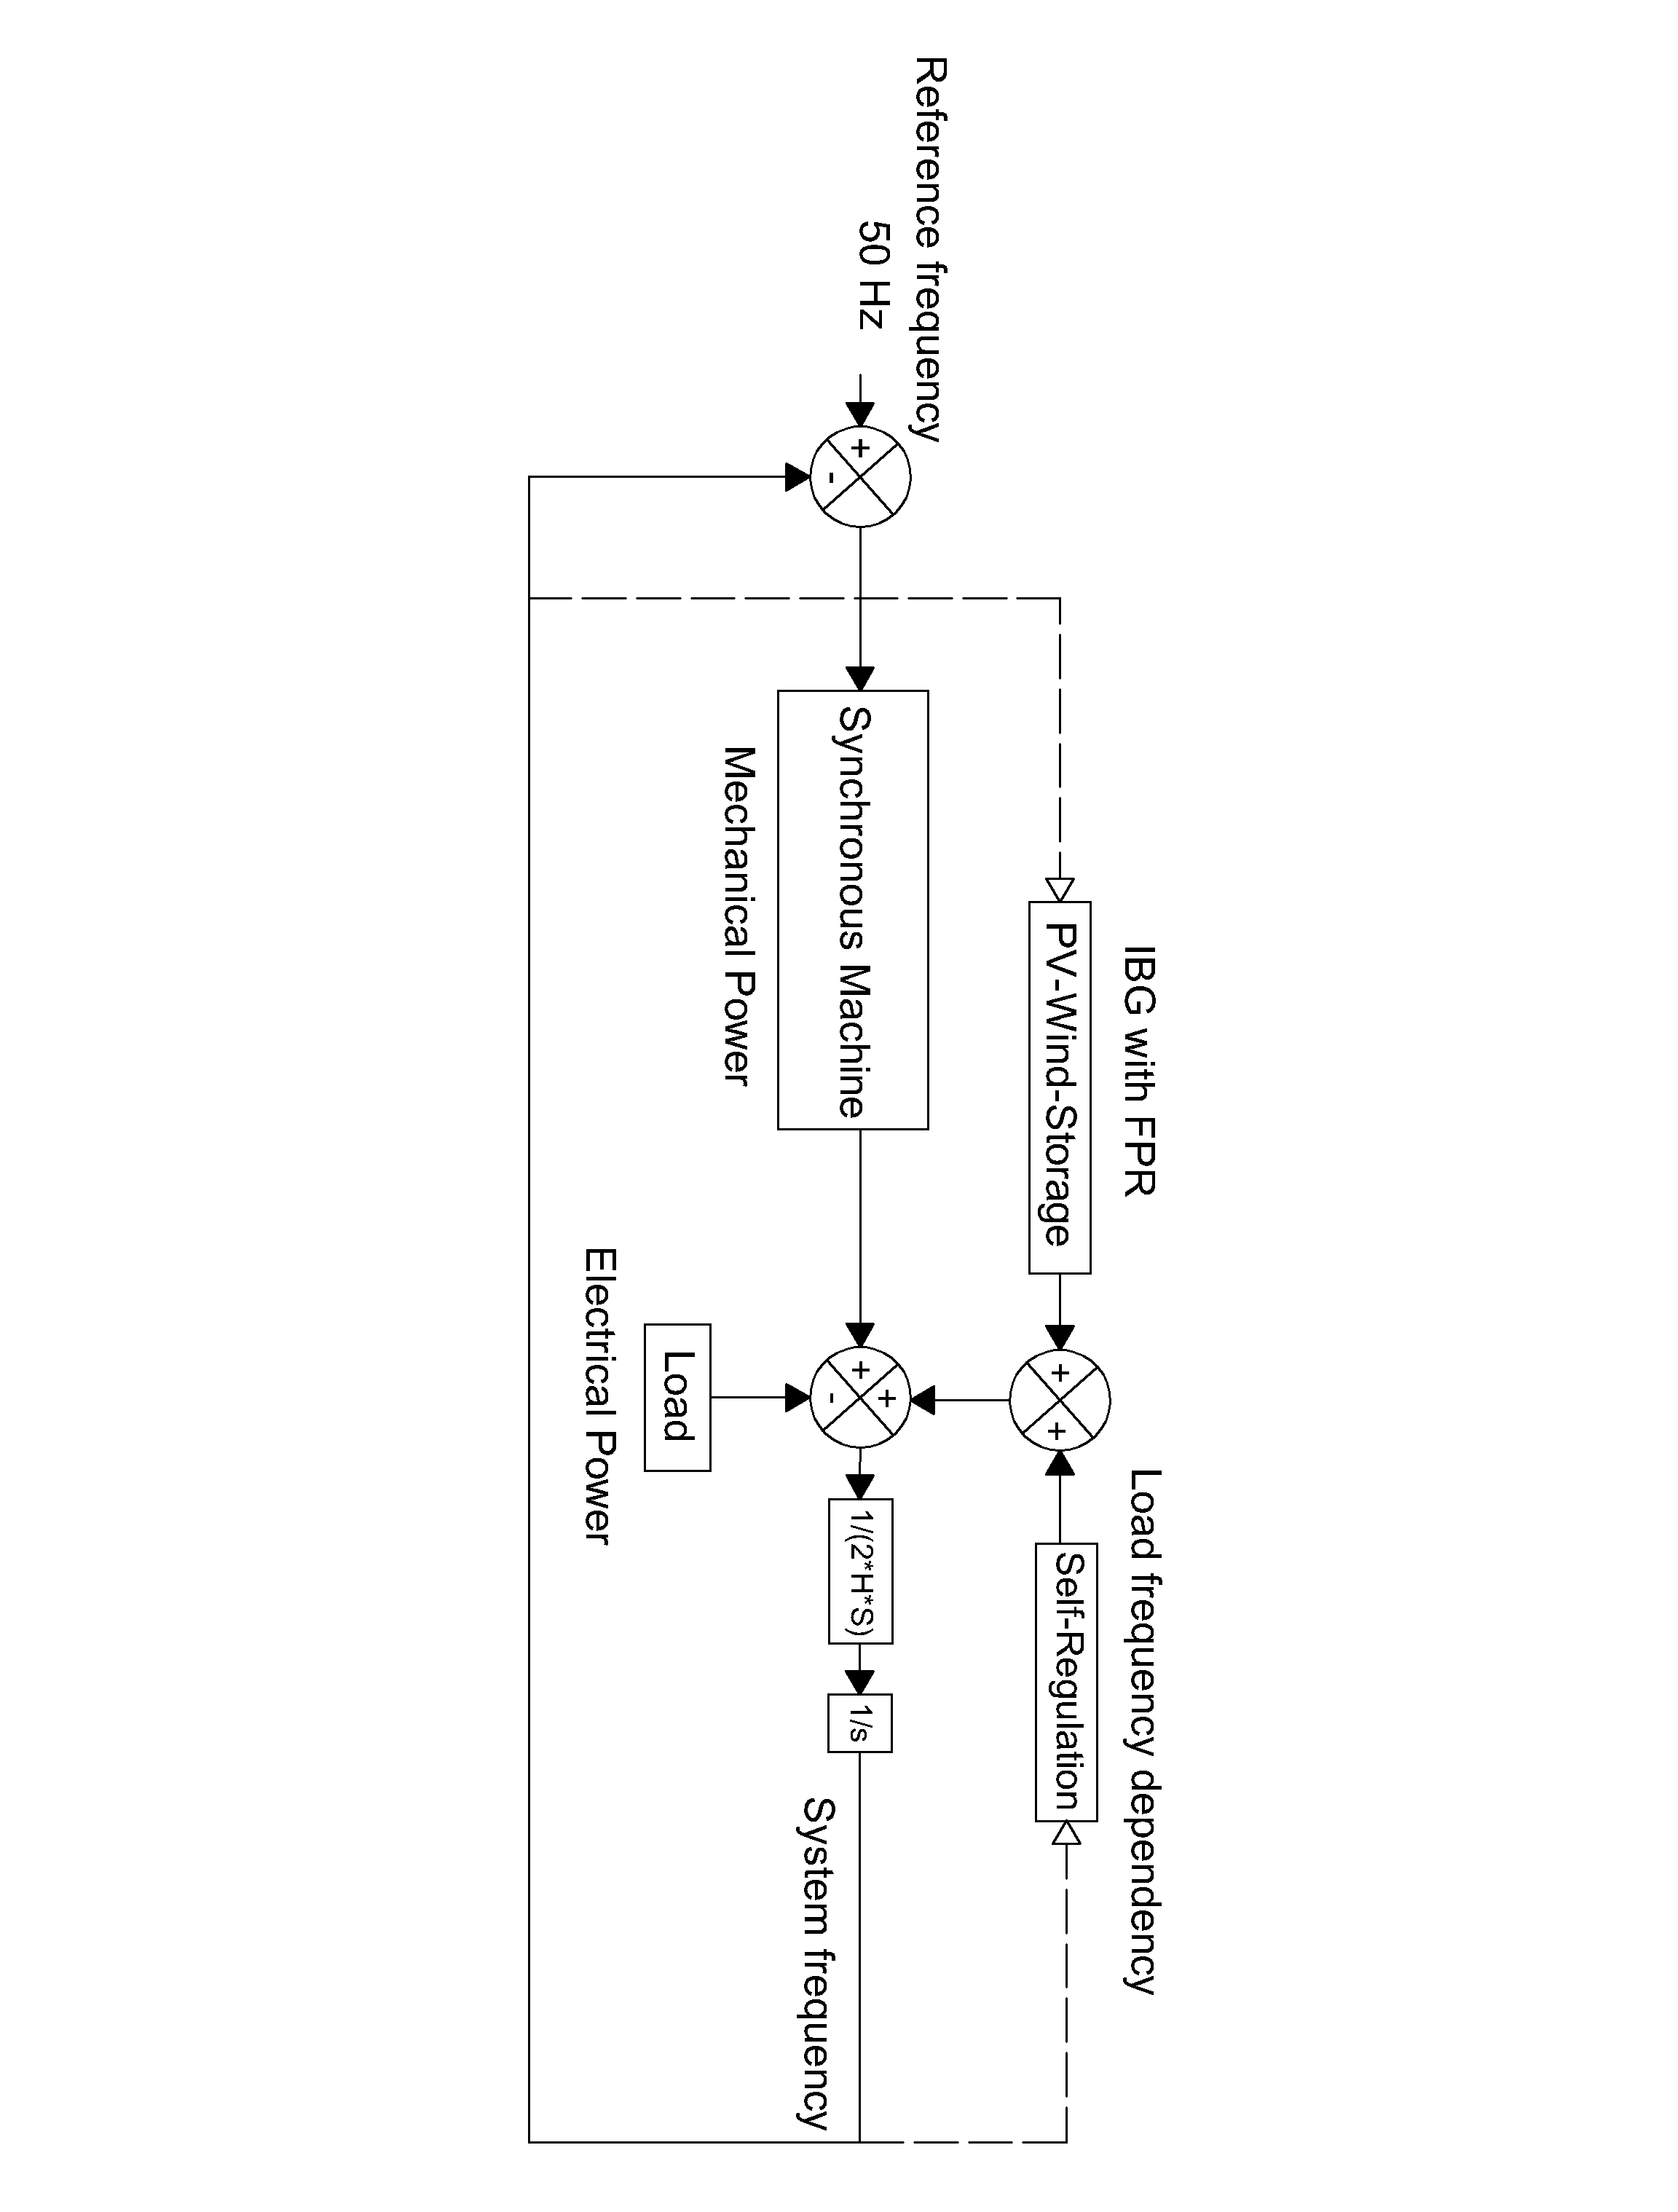 IBG with FPR
Load frequency dependency
PV-Wind-Storage
+
+
Self-Regulation
Reference frequency
50 Hz
+
-
Synchronous Machine
Mechanical Power
+
+
-
1/(2*H*S)
1/s
System frequency
Load
Electrical Power